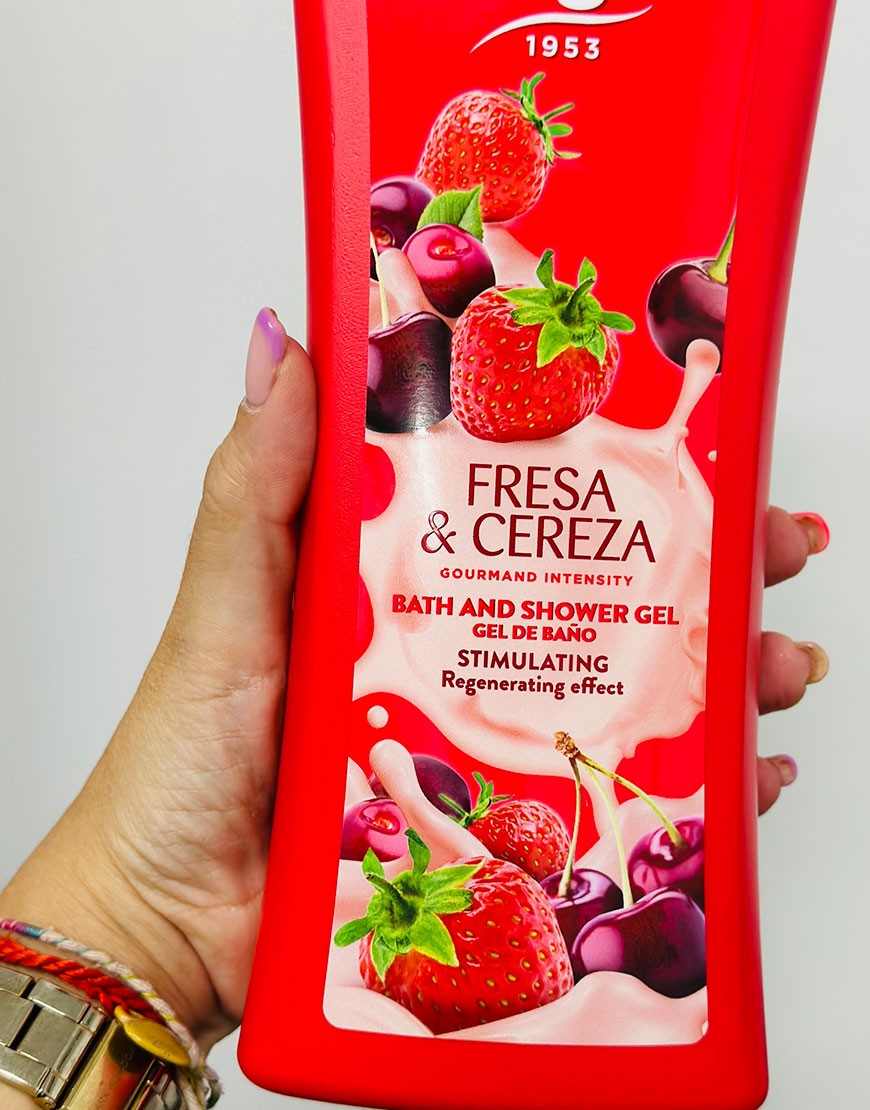 1953
FRESA
& CEREZA
GOURMAND INTENSITY
BATH AND SHOWER GEL
GEL DE BAÑO
STIMULATING
Regenerating effect